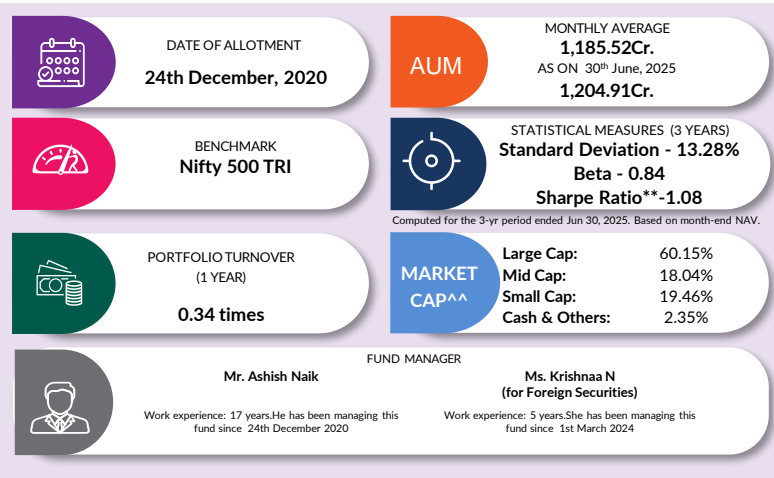 DATE OF ALLOTMENT
24th December, 2020
AUM
MONTHLY AVERAGE
1,185.52Cr.
AS ON 30th June, 2025
1,204.91Cr.
BENCHMARK
Nifty 500 TRI
STATISTICAL MEASURES (3 YEARS)
Standard Deviation - 13.28%
Beta - 0.84
Sharpe Ratio**-1.08
Computed for the 3-yr period ended Jun 30, 2025. Based on month-end NAV.
PORTFOLIO TURNOVER
(1 YEAR)
0.34 times
MARKET
CAP^^
Large Cap: 60.15%
Mid Cap: 18.04%
Small Cap: 19.46%
Cash & Others: 2.35%
FUND MANAGER
Mr. Ashish Naik
Work experience: 17 years.He has been managing this
fund since 24th December 2020
Ms. Krishnaa N
(for Foreign Securities)
Work experience: 5 years.She has been managing this
fund since 1st March 2024